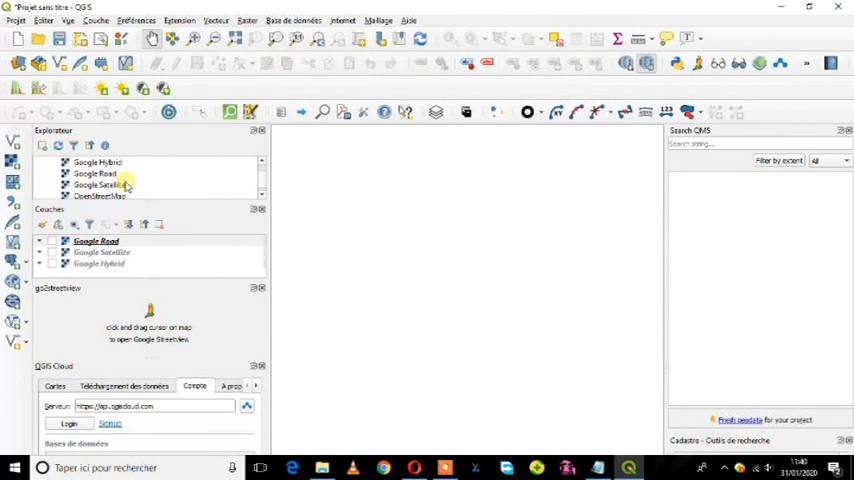 *Projet sans titre — QGIS
Projet Éditer Vue Couche Préférences Extension Vecteur Raster Base de données Internet Maillage Aide
Explorateur
Google Hybrid
Google Road
Google Satellite
OpenStreetMap
Couches
Google Road
Google Satellite
Google Hybrid
go2streetview
click and drag cursor on map
to open Google Streetview
QGIS Cloud
Cartes Téléchargement des données Compte A prop
Serveur: https://api.qgiscloud.com
Login Signup
Bases de données
Search QMS
Search string...
Filter by extent All
Fresh geodata for your project
Cadastre - Outils de recherche
Taper ici pour rechercher
11:40
31/01/2020